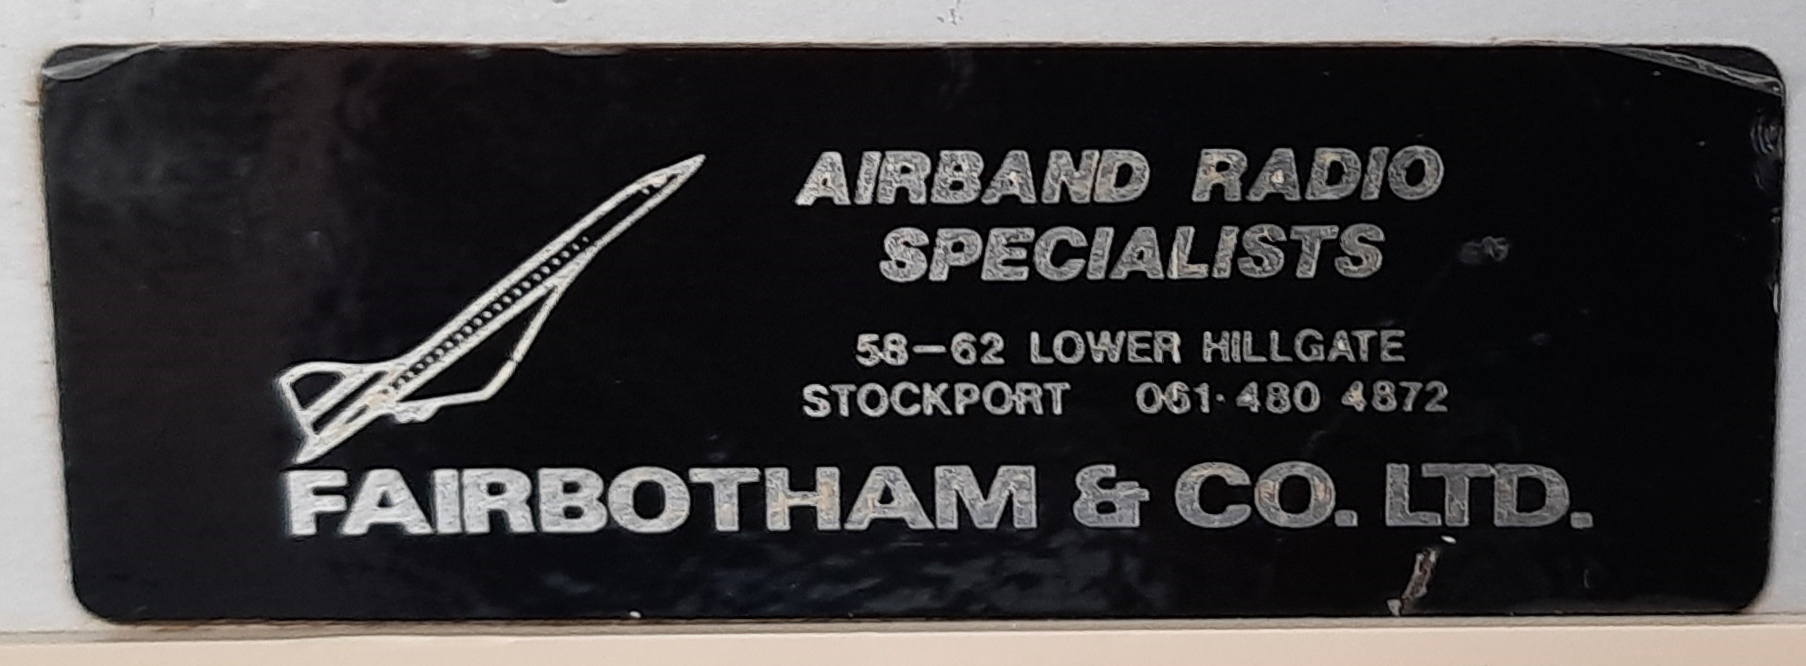 AIRBAND RADIO
SPECIALISTS
58-62 LOWER HILLGATE
STOCKPORT 061·480 4872
FAIRBOTHAM & CO. LTD.